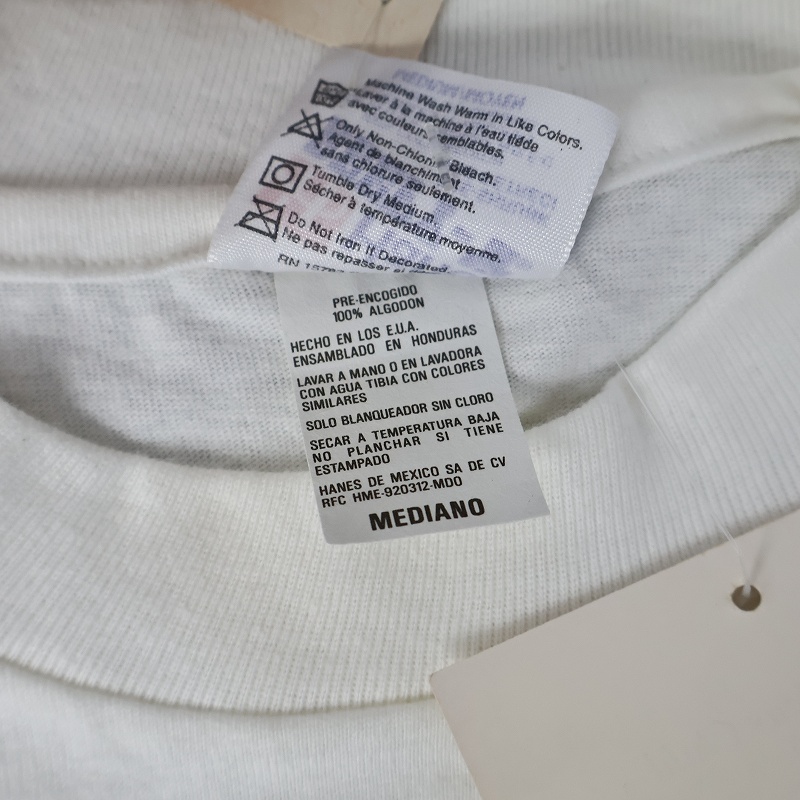 Machine Wash Warm in Like Colors.
Laver à la machine à l'eau tiède
avec couleurs semblables.
Only Non-Chlorine Bleach.
Agent de blanchiment
sans chlorure seulement.
Tumble Dry Medium.
Sécher à température moyenne.
Do Not Iron If Decorated.
Ne pas repasser si
RN 15763
PRE-ENCOGIDO
100% ALGODON
HECHO EN LOS E.U.A.
ENSAMBLADO EN HONDURAS
LAVAR A MANO O EN LAVADORA
CON AGUA TIBIA CON COLORES
SIMILARES
SOLO BLANQUEADOR SIN CLORO
SECAR A TEMPERATURA BAJA
NO PLANCHAR SI TIENE
ESTAMPADO
HANES DE MEXICO SA DE CV
RFC HME-920312-MD0
MEDIANO